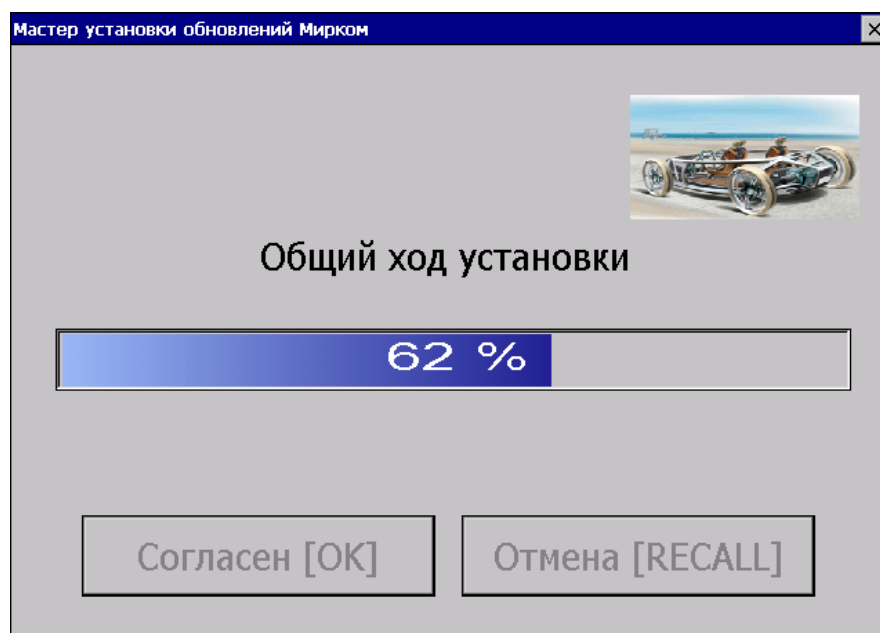 Мастер установки обновлений Мирком
Общий ход установки
62 %
Согласен [OK]
Отмена [RECALL]